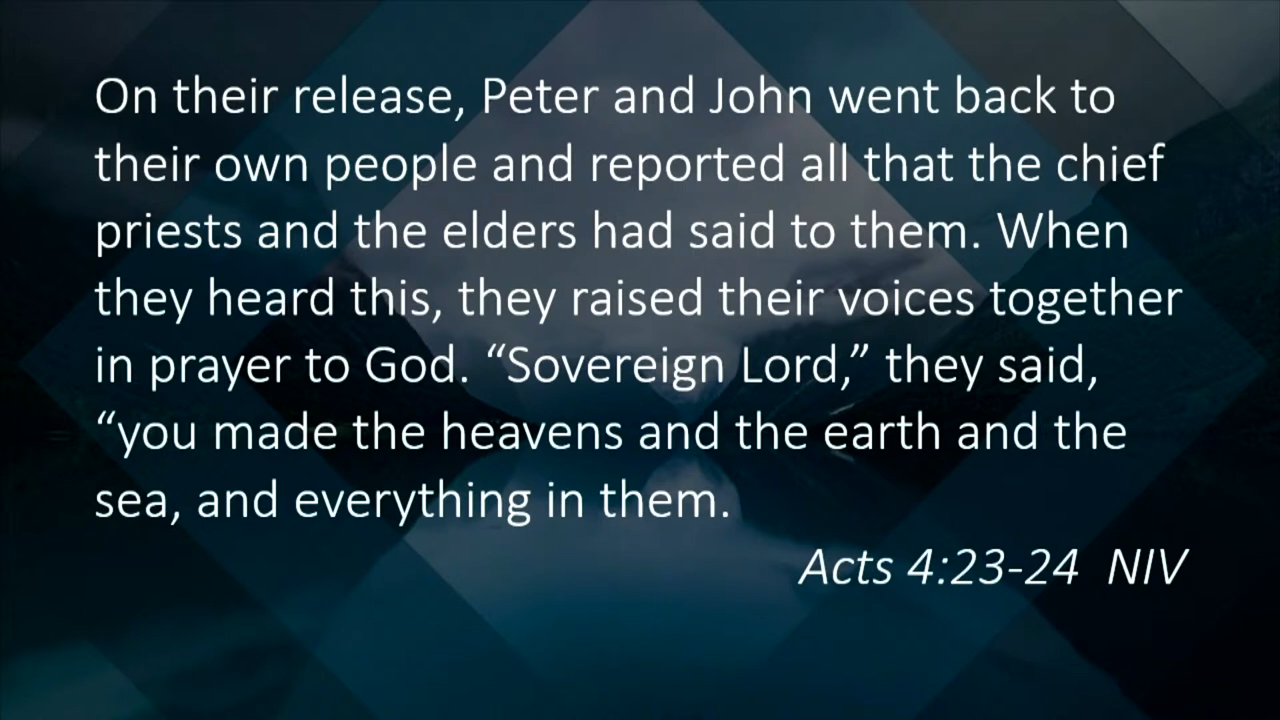 On their release, Peter and John went back to
their own people and reported all that the chief
priests and the elders had said to them. When
they heard this, they raised their voices together
in prayer to God. “Sovereign Lord,” they said,
“you made the heavens and the earth and the
sea, and everything in them.
Acts 4:23-24  NIV